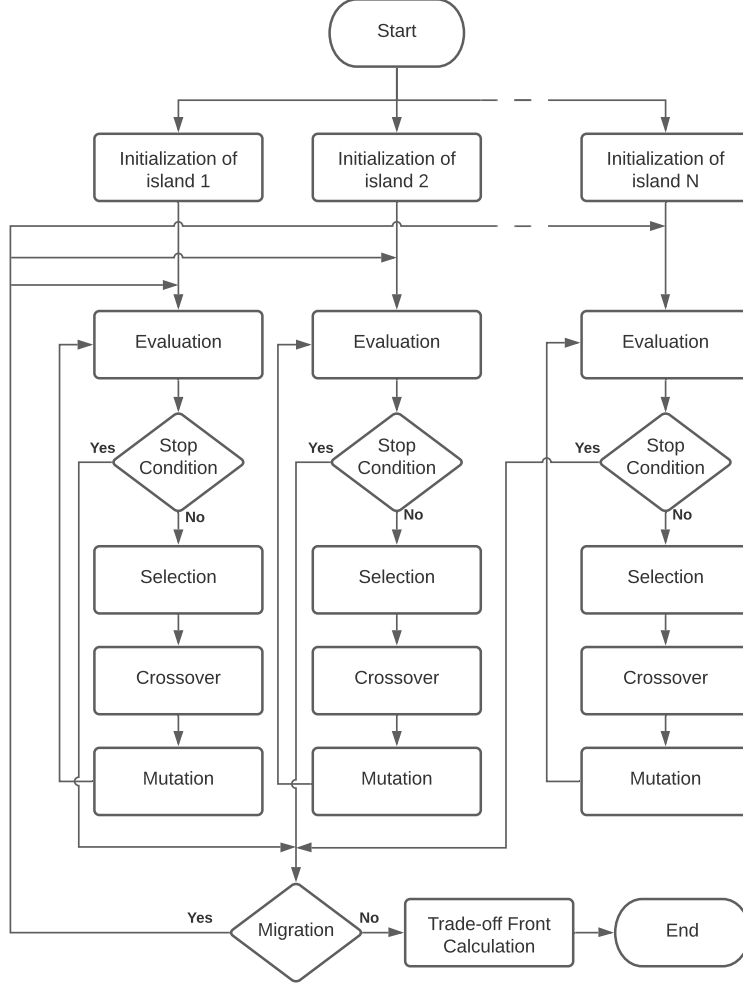 Start
Initialization of
island 1
Initialization of
island 2
Initialization of
island N
Evaluation
Evaluation
Evaluation
Yes
Stop
Condition
Yes
Stop
Condition
Yes
Stop
Condition
No
No
No
Selection
Selection
Selection
Crossover
Crossover
Crossover
Mutation
Mutation
Mutation
Yes
Migration
No
Trade-off Front
Calculation
End